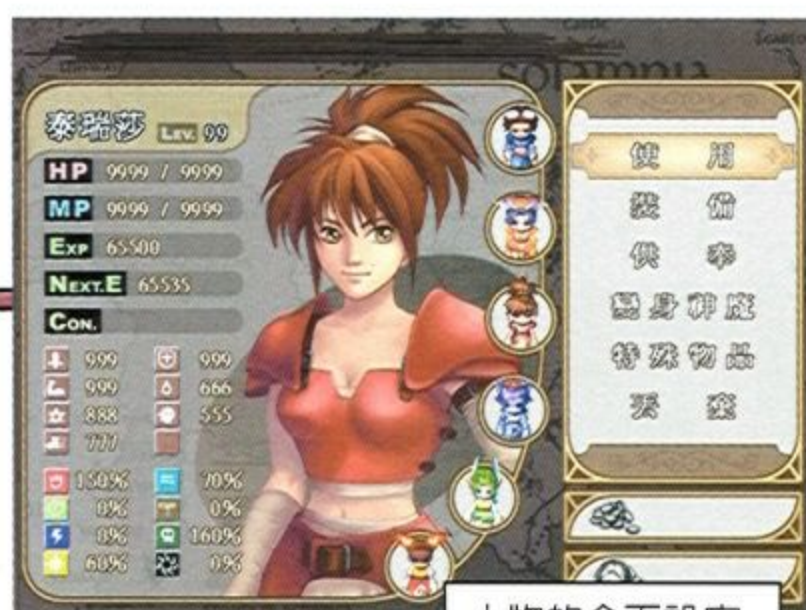 泰瑞莎 LEV. 99
HP 9999 / 9999
MP 9999 / 9999
EXP 65500
NEXT.E 65535
CON.
999 999
999 666
888 555
777
150% 70%
0% 0%
0% 160%
60% 0%
使用
裝備
供奉
變身神魔
特殊物品
丟棄